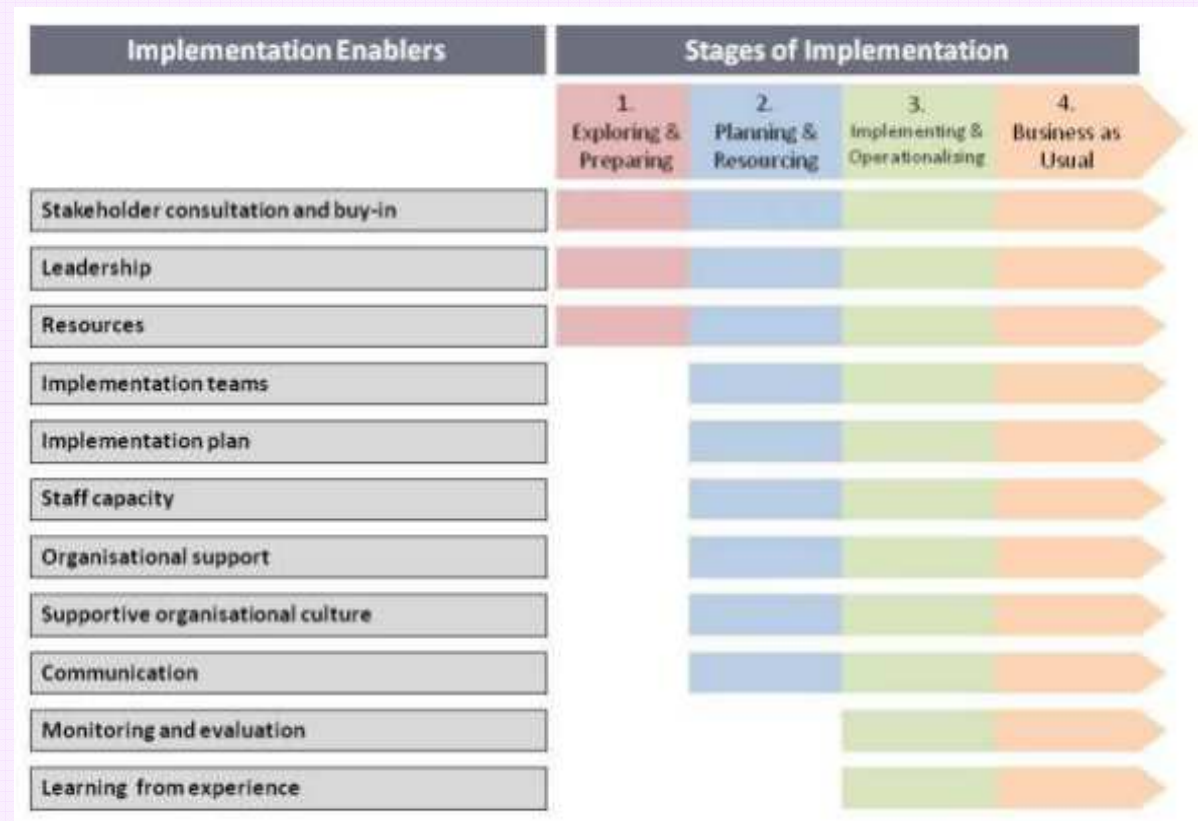 Implementation Enablers
Stages of Implementation
1.
Exploring &
Preparing
2.
Planning &
Resourcing
3.
Implementing &
Operationalising
4.
Business as
Usual
Stakeholder consultation and buy-in
Leadership
Resources
Implementation teams
Implementation plan
Staff capacity
Organisational support
Supportive organisational culture
Communication
Monitoring and evaluation
Learning from experience